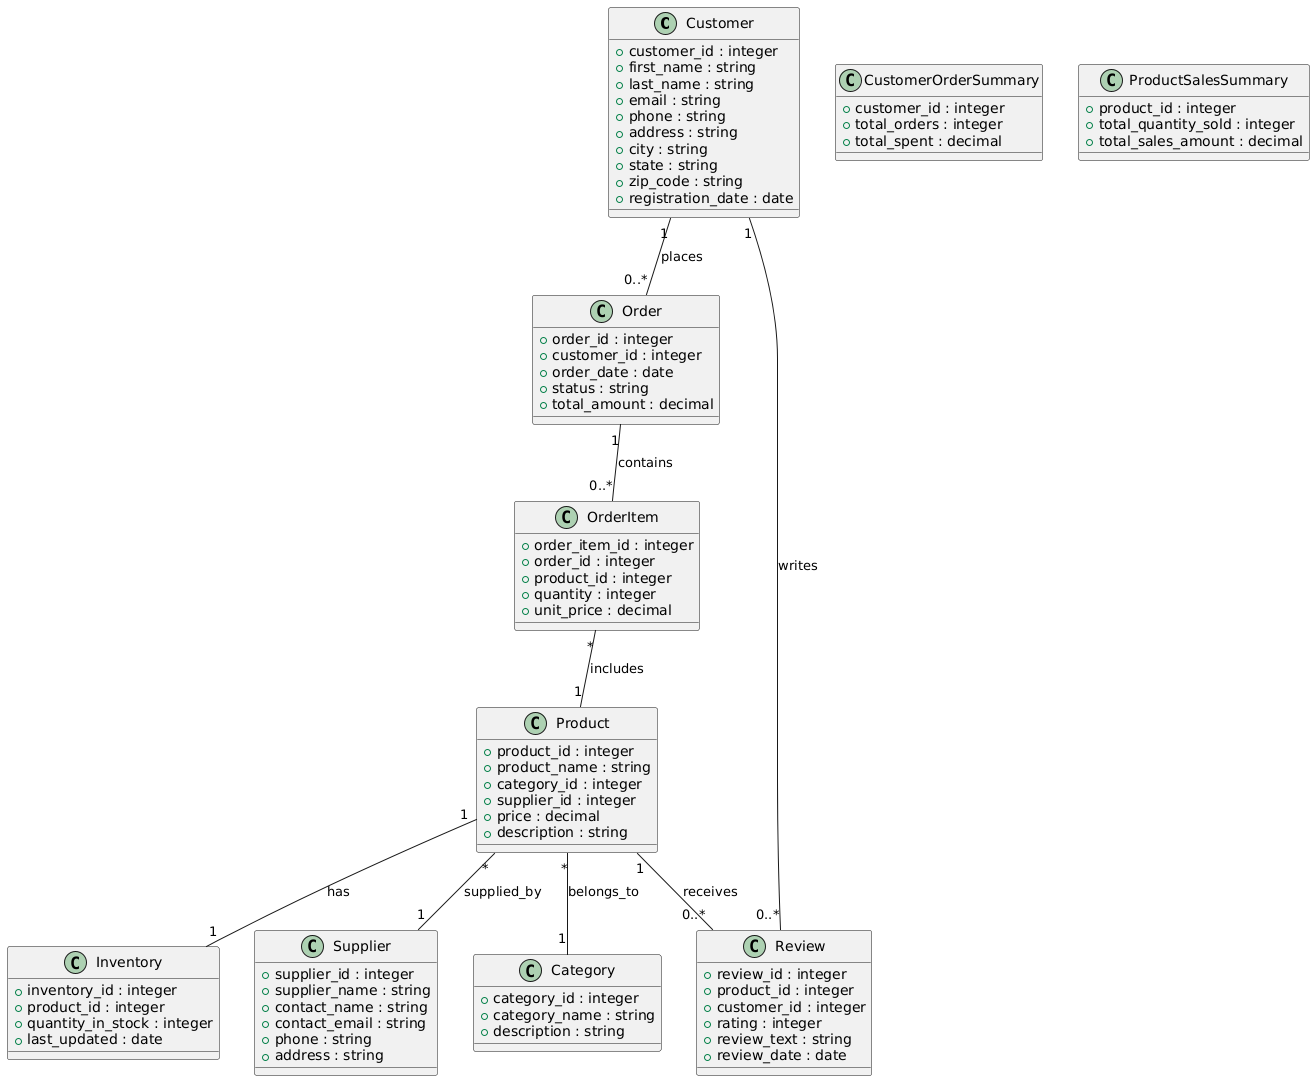 C Customer
customer_id : integer
first_name : string
last_name : string
email : string
phone : string
address : string
city : string
state : string
zip_code : string
registration_date : date
C CustomerOrderSummary
customer_id : integer
total_orders : integer
total_spent : decimal
C ProductSalesSummary
product_id : integer
total_quantity_sold : integer
total_sales_amount : decimal
1
1
places
0..*
C Order
order_id : integer
customer_id : integer
order_date : date
status : string
total_amount : decimal
1
contains
0..*
C OrderItem
order_item_id : integer
order_id : integer
product_id : integer
quantity : integer
unit_price : decimal
writes
*
includes
1
C Product
product_id : integer
product_name : string
category_id : integer
supplier_id : integer
price : decimal
description : string
1
*
*
1
has
supplied_by
belongs_to
receives
1
1
1
0..*
0..*
C Inventory
inventory_id : integer
product_id : integer
quantity_in_stock : integer
last_updated : date
C Supplier
supplier_id : integer
supplier_name : string
contact_name : string
contact_email : string
phone : string
address : string
C Category
category_id : integer
category_name : string
description : string
C Review
review_id : integer
product_id : integer
customer_id : integer
rating : integer
review_text : string
review_date : date